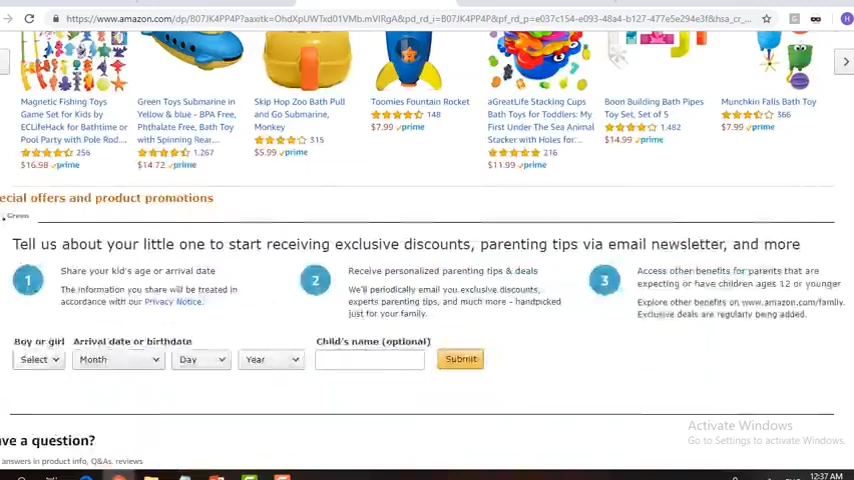 https://www.amazon.com/dp/B07JK4PP4P?aaxitk=OhdXpUWTxd01VMb.mVIRgA&pd_rd_i=B07JK4PP4P&pf_rd_p=e037c154-e093-48a4-b127-477e5e294e3f&hsa_cr_...
H
Magnetic Fishing Toys
Game Set for Kids by
ECLifeHack for Bathtime or
Pool Party with Pole Rod...
256
$16.98 prime
Green Toys Submarine in
Yellow & blue - BPA Free,
Phthalate Free, Bath Toy
with Spinning Rear...
1,267
$14.72 prime
Skip Hop Zoo Bath Pull
and Go Submarine,
Monkey
315
$5.99 prime
Toomies Fountain Rocket
148
$7.99 prime
aGreatLife Stacking Cups
Bath Toys for Toddlers: My
First Under The Sea Animal
Stacker with Holes for...
216
$11.99 prime
Boon Building Bath Pipes
Toy Set, Set of 5
1,482
$14.99 prime
Munchkin Falls Bath Toy
366
$7.99 prime
ecial offers and product promotions
Green
Tell us about your little one to start receiving exclusive discounts, parenting tips via email newsletter, and more
1
Share your kid's age or arrival date
The information you share will be treated in
accordance with our Privacy Notice.
2
Receive personalized parenting tips & deals
We'll periodically email you exclusive discounts,
experts parenting tips, and much more - handpicked
just for your family.
3
Access other benefits for parents that are
expecting or have children ages 12 or younger
Explore other benefits on www.amazon.com/family.
Exclusive deals are regularly being added.
Boy or girl Arrival date or birthdate Child's name (optional)
Select Month Day Year Submit
Activate Windows
Go to Settings to activate Windows.
ave a question?
answers in product info, Q&As, reviews
12:37 AM